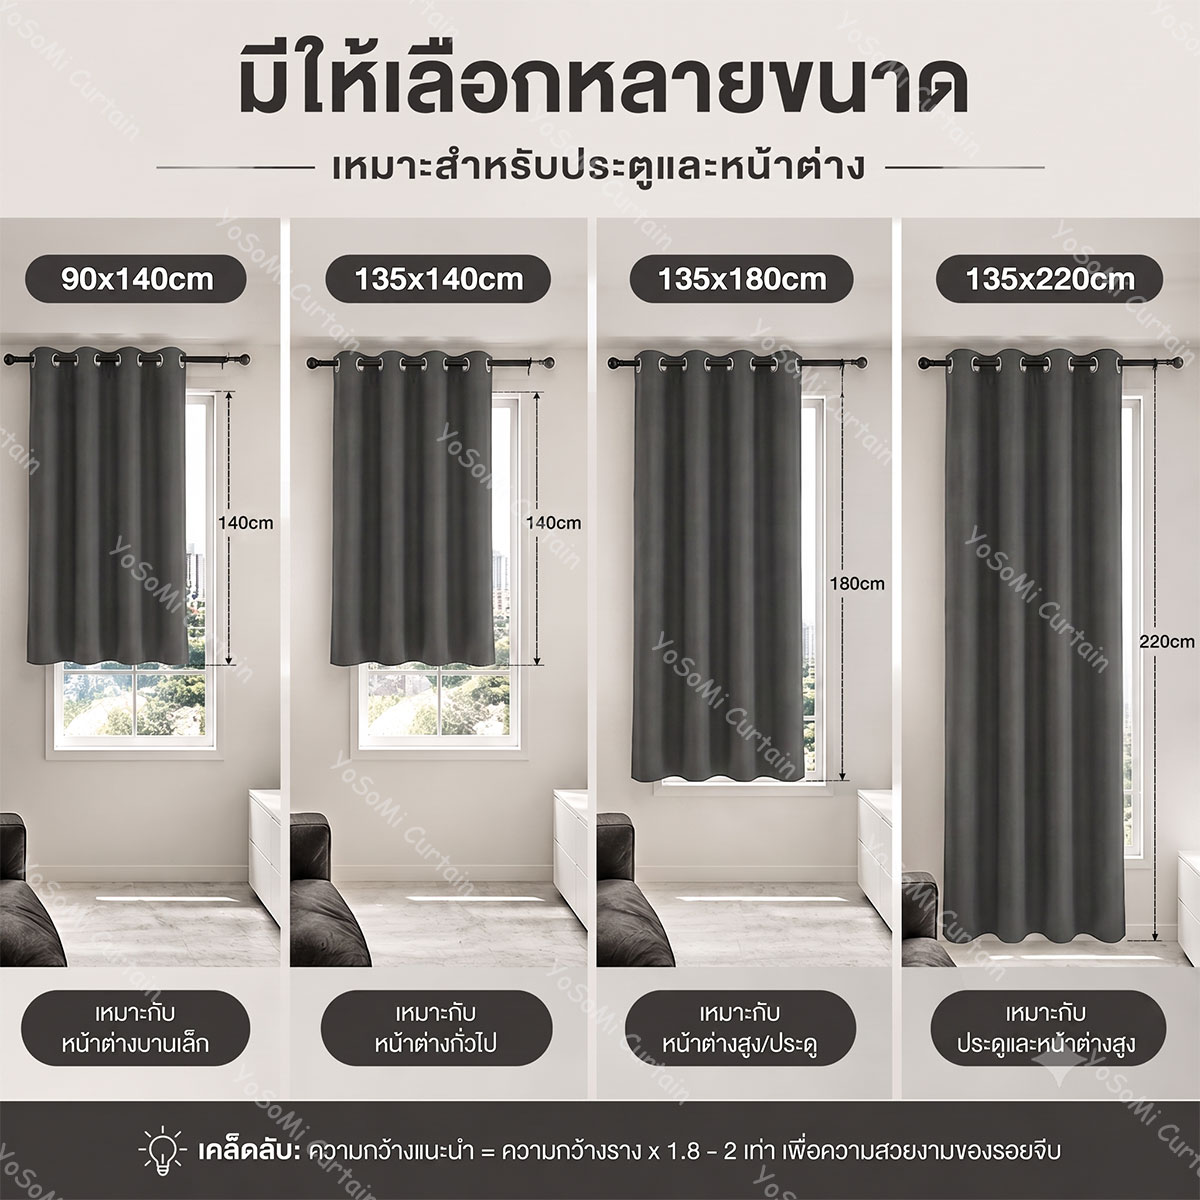 มีให้เลือกหลายขนาด
เหมาะสำหรับประตูและหน้าต่าง
90x140cm
135x140cm
135x180cm
135x220cm
140cm
140cm
180cm
220cm
เหมาะกับ
หน้าต่างบานเล็ก
เหมาะกับ
หน้าต่างทั่วไป
เหมาะกับ
หน้าต่างสูง/ประตู
เหมาะกับ
ประตูและหน้าต่างสูง
เคล็ดลับ: ความกว้างแนะนำ = ความกว้างราง x 1.8 - 2 เท่า เพื่อความสวยงามของรอยจีบ
YoSoMi Curtain